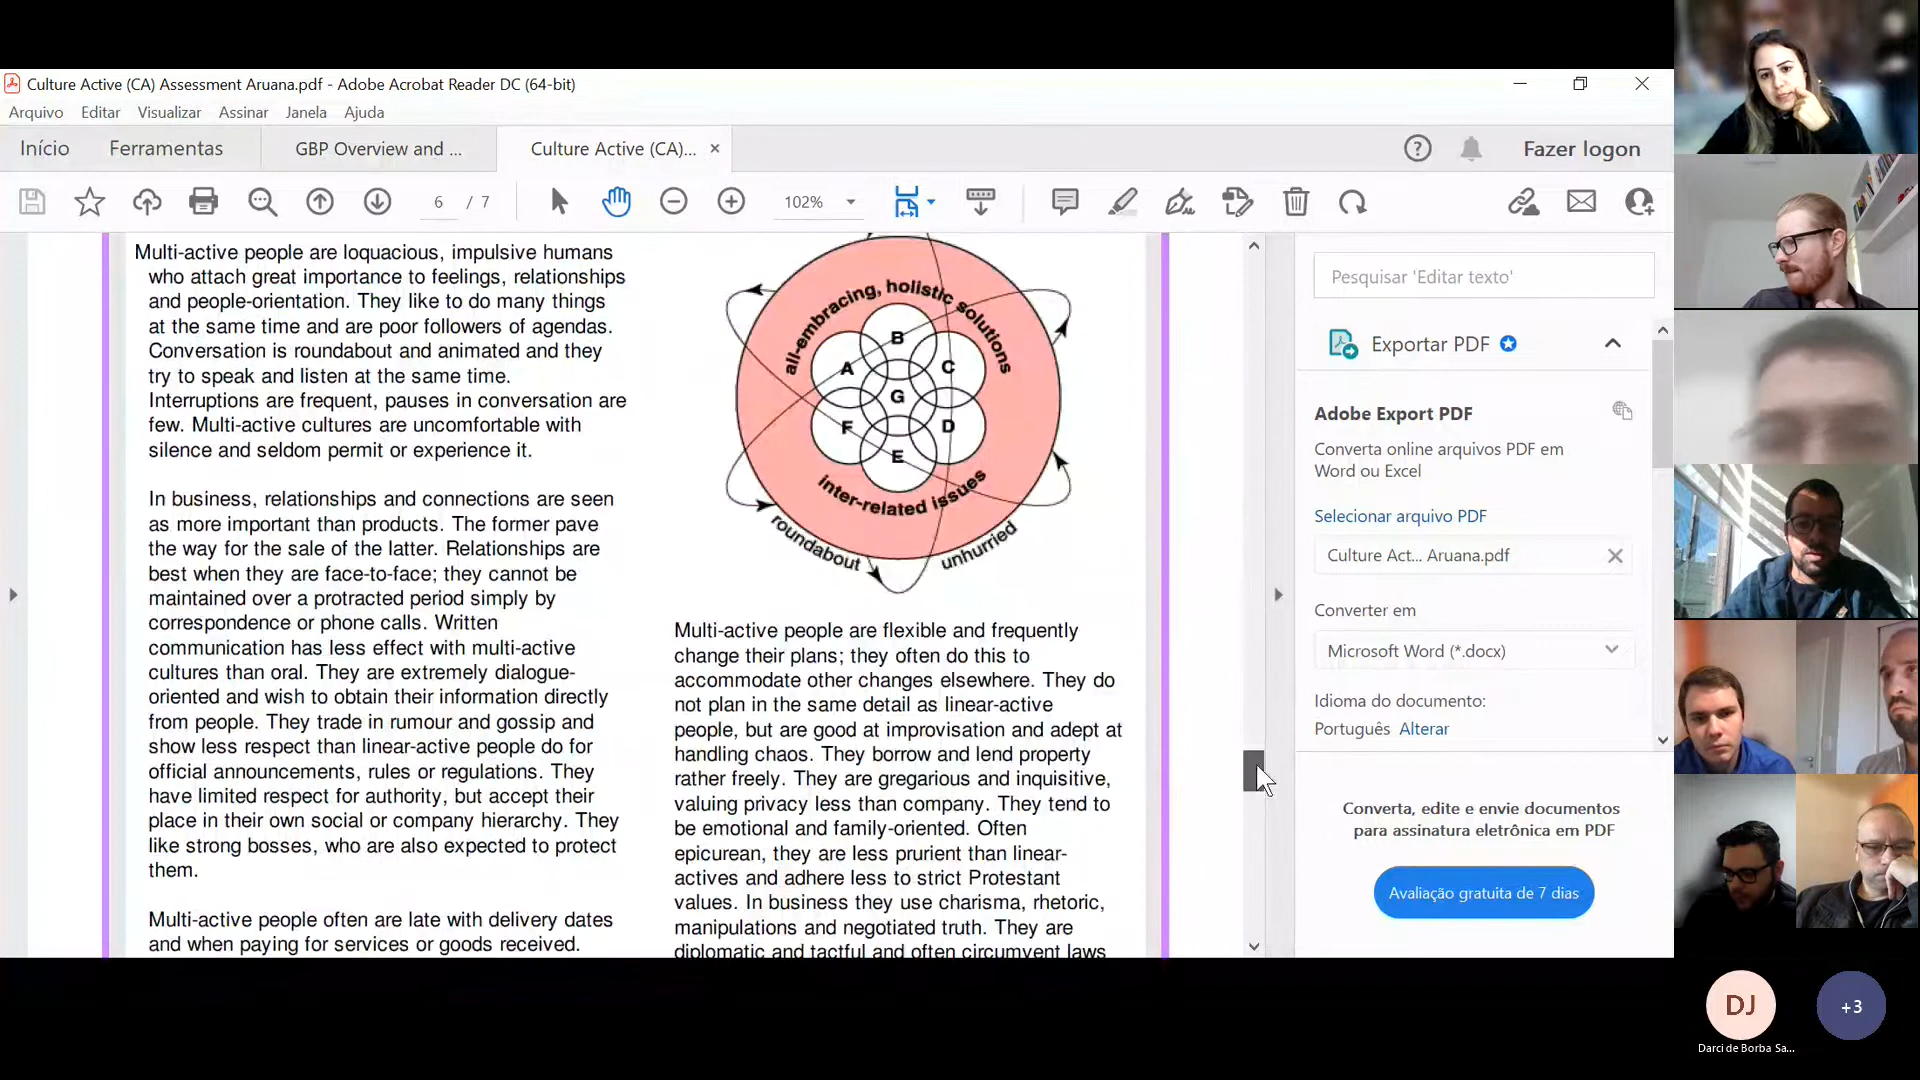 Culture Active (CA) Assessment Aruana.pdf - Adobe Acrobat Reader DC (64-bit)
Arquivo Editar Visualizar Assinar Janela Ajuda
Início Ferramentas GBP Overview and ... Culture Active (CA)... × Fazer logon
6 / 7 102%
Multi-active people are loquacious, impulsive humans
who attach great importance to feelings, relationships
and people-orientation. They like to do many things
at the same time and are poor followers of agendas.
Conversation is roundabout and animated and they
try to speak and listen at the same time.
Interruptions are frequent, pauses in conversation are
few. Multi-active cultures are uncomfortable with
silence and seldom permit or experience it.
In business, relationships and connections are seen
as more important than products. The former pave
the way for the sale of the latter. Relationships are
best when they are face-to-face; they cannot be
maintained over a protracted period simply by
correspondence or phone calls. Written
communication has less effect with multi-active
cultures than oral. They are extremely dialogue-
oriented and wish to obtain their information directly
from people. They trade in rumour and gossip and
show less respect than linear-active people do for
official announcements, rules or regulations. They
have limited respect for authority, but accept their
place in their own social or company hierarchy. They
like strong bosses, who are also expected to protect
them.
Multi-active people often are late with delivery dates
and when paying for services or goods received.
all-embracing, holistic solutions
B
A C
G
F D
E
inter-related issues
roundabout unhurried
Multi-active people are flexible and frequently
change their plans; they often do this to
accommodate other changes elsewhere. They do
not plan in the same detail as linear-active
people, but are good at improvisation and adept at
handling chaos. They borrow and lend property
rather freely. They are gregarious and inquisitive,
valuing privacy less than company. They tend to
be emotional and family-oriented. Often
epicurean, they are less prurient than linear-
actives and adhere less to strict Protestant
values. In business they use charisma, rhetoric,
manipulations and negotiated truth. They are
diplomatic and tactful and often circumvent laws
Pesquisar 'Editar texto'
Exportar PDF
Adobe Export PDF
Converta online arquivos PDF em
Word ou Excel
Selecionar arquivo PDF
Culture Act... Aruana.pdf
Converter em
Microsoft Word (*.docx)
Idioma do documento:
Português Alterar
Converta, edite e envie documentos
para assinatura eletrônica em PDF
Avaliação gratuita de 7 dias
DJ
+3
Darci de Borba Sa...